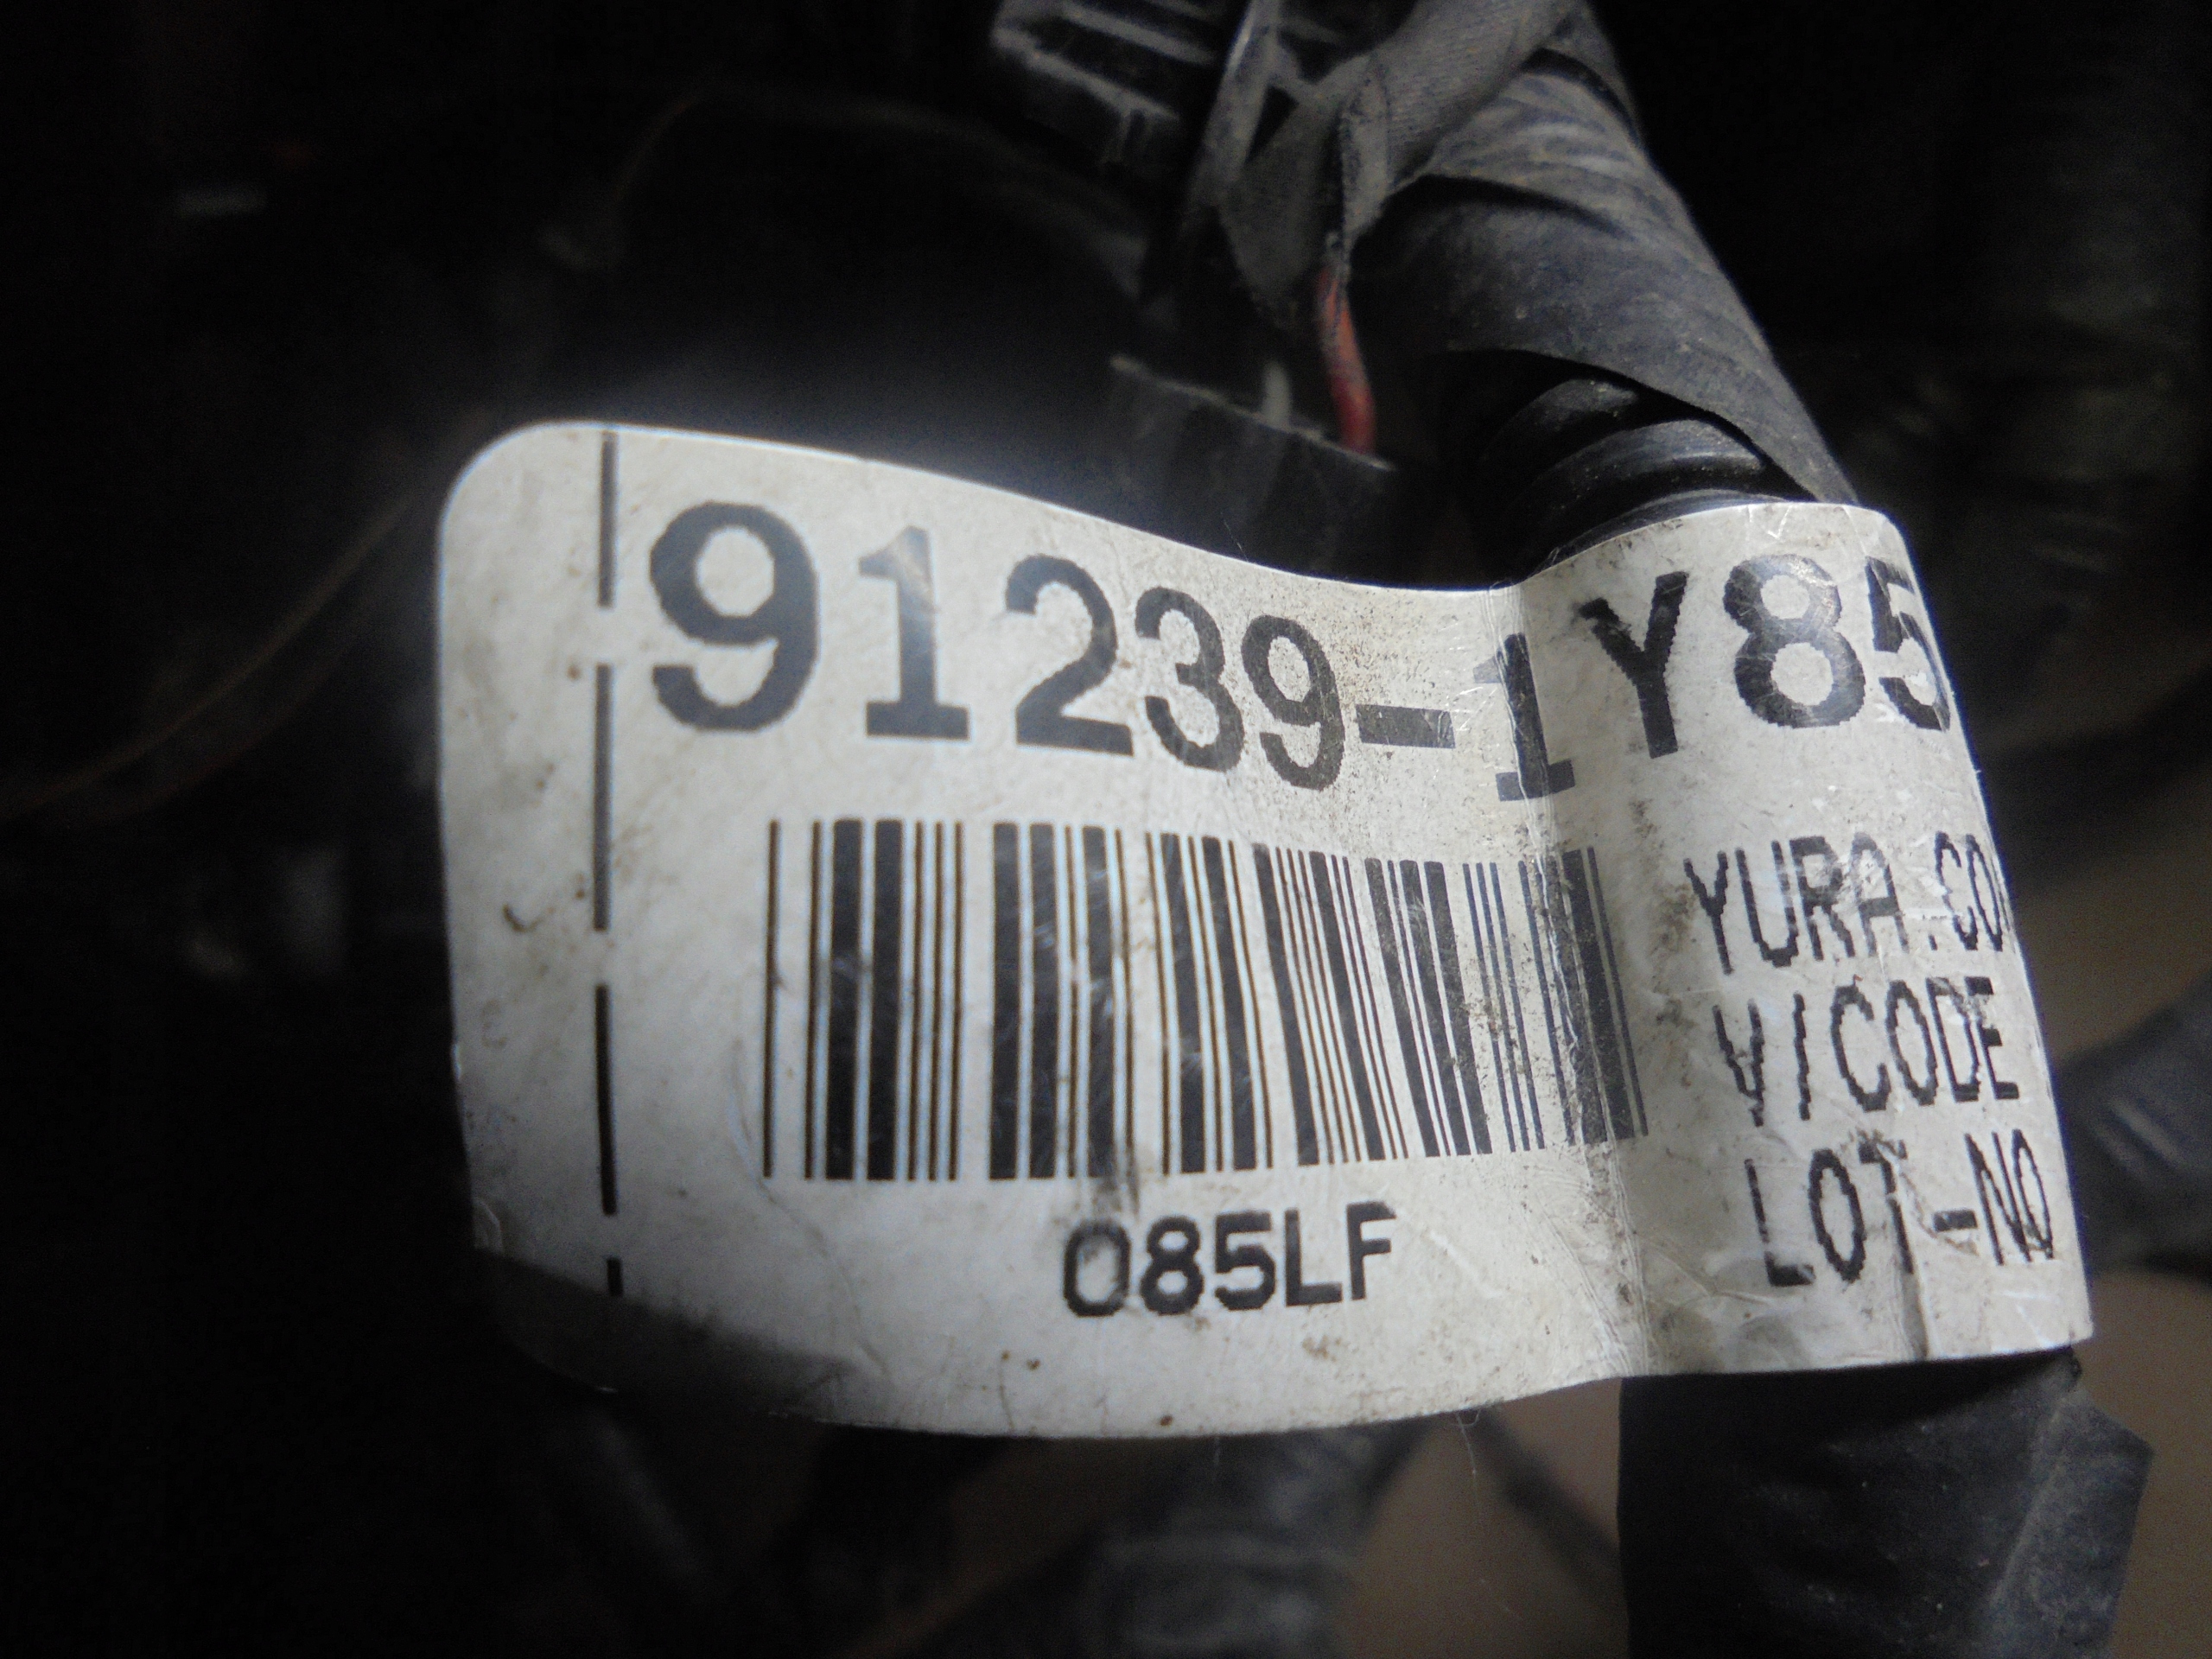 91239-1Y85
YURA.CO
V/CODE
LOT-NO
085LF